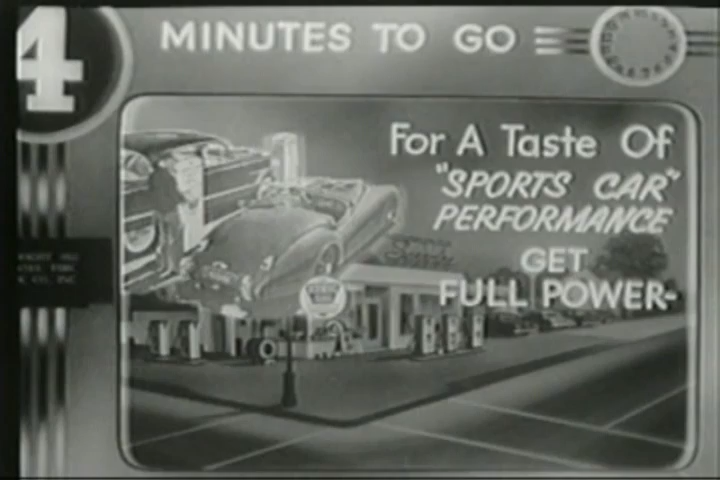 4
MINUTES TO GO
For A Taste Of
"SPORTS CAR"
PERFORMANCE
GET
FULL POWER-